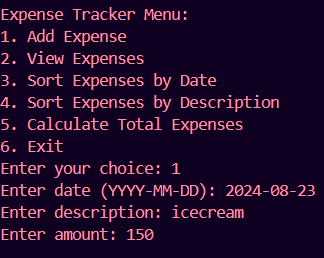 Expense Tracker Menu:
1. Add Expense
2. View Expenses
3. Sort Expenses by Date
4. Sort Expenses by Description
5. Calculate Total Expenses
6. Exit
Enter your choice: 1
Enter date (YYYY-MM-DD): 2024-08-23
Enter description: icecream
Enter amount: 150